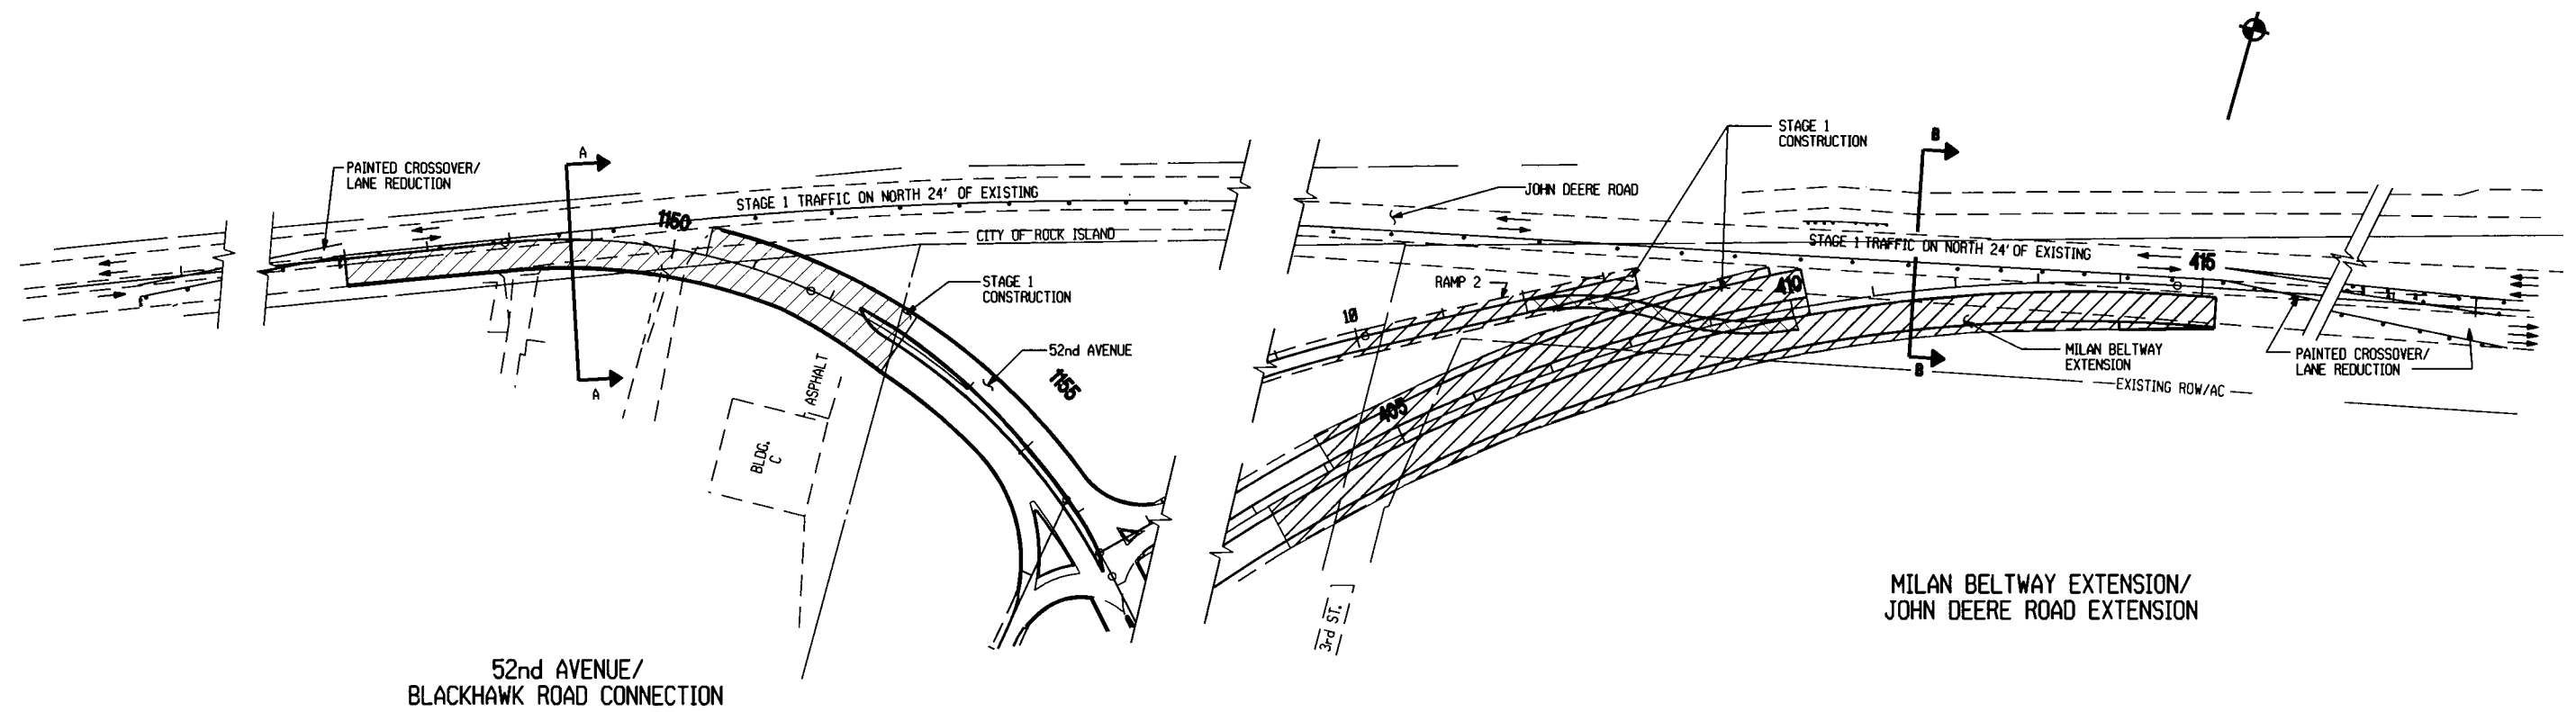 PAINTED CROSSOVER/
LANE REDUCTION
A
1150
STAGE 1 TRAFFIC ON NORTH 24' OF EXISTING
CITY OF ROCK ISLAND
STAGE 1
CONSTRUCTION
52nd AVENUE
1155
ASPHALT
BLDG.
C
A
52nd AVENUE/
BLACKHAWK ROAD CONNECTION
STAGE 1
CONSTRUCTION
B
JOHN DEERE ROAD
STAGE 1 TRAFFIC ON NORTH 24' OF EXISTING
415
RAMP 2
410
10
405
MILAN BELTWAY
EXTENSION
PAINTED CROSSOVER/
LANE REDUCTION
B
EXISTING ROW/AC
3rd ST.
MILAN BELTWAY EXTENSION/
JOHN DEERE ROAD EXTENSION